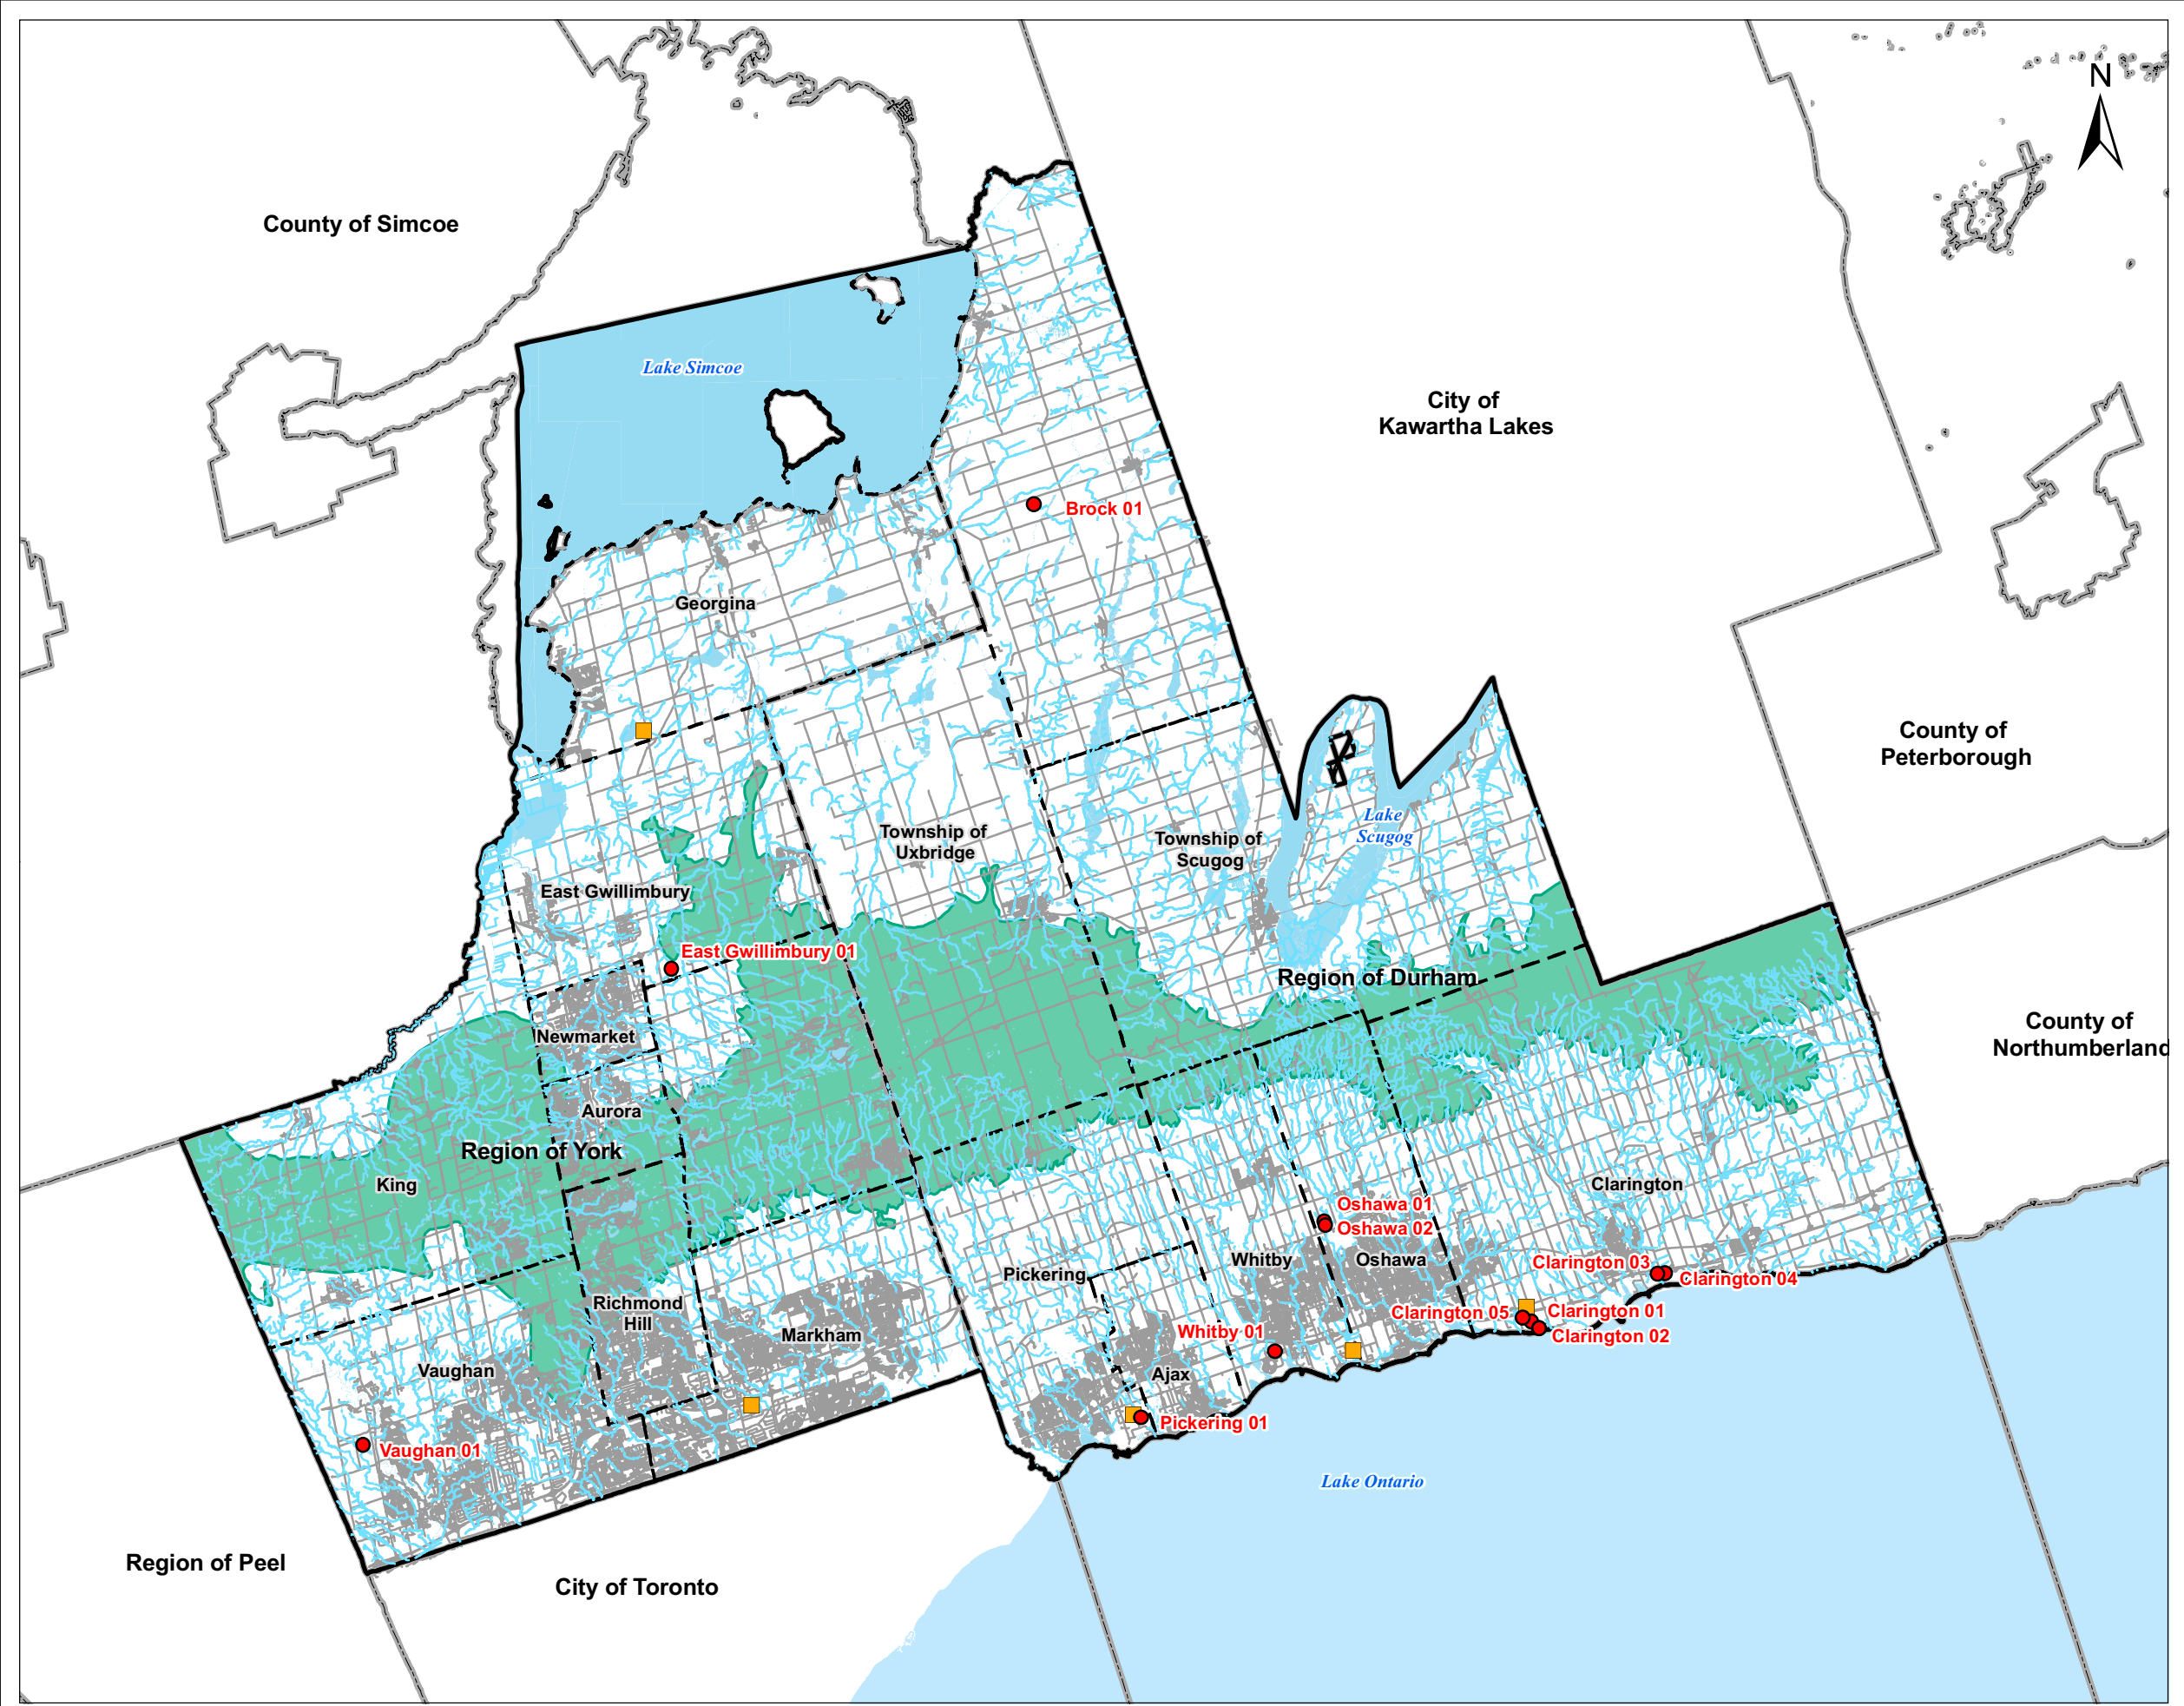 N
County of Simcoe
Lake Simcoe
City of
Kawartha Lakes
Brock 01
Georgina
County of
Peterborough
Township of
Uxbridge
Township of
Scugog
Lake
Scugog
East Gwillimbury
East Gwillimbury 01
Region of Durham
County of
Northumberland
Newmarket
Aurora
Region of York
King
Clarington
Oshawa 01
Oshawa 02
Whitby
Oshawa
Clarington 03
Clarington 04
Pickering
Richmond
Hill
Markham
Clarington 05
Clarington 01
Clarington 02
Whitby 01
Vaughan
Ajax
Pickering 01
Vaughan 01
Lake Ontario
Region of Peel
City of Toronto